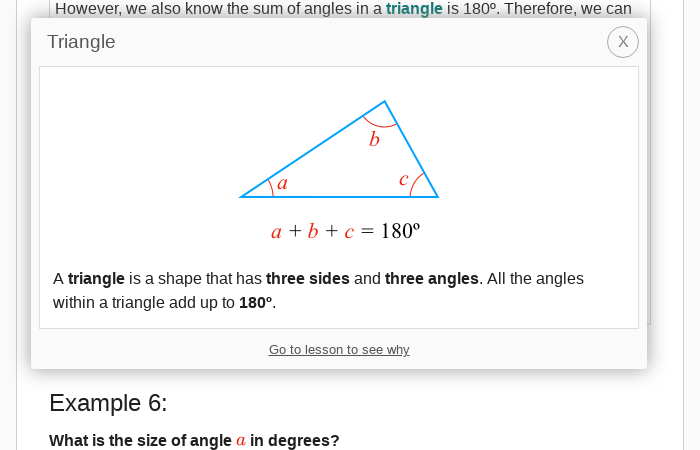 However, we also know the sum of angles in a triangle is 180º. Therefore, we can
Triangle
X
b
a
c
a + b + c = 180º
A triangle is a shape that has three sides and three angles. All the angles
within a triangle add up to 180º.
Go to lesson to see why
Example 6:
What is the size of angle a in degrees?